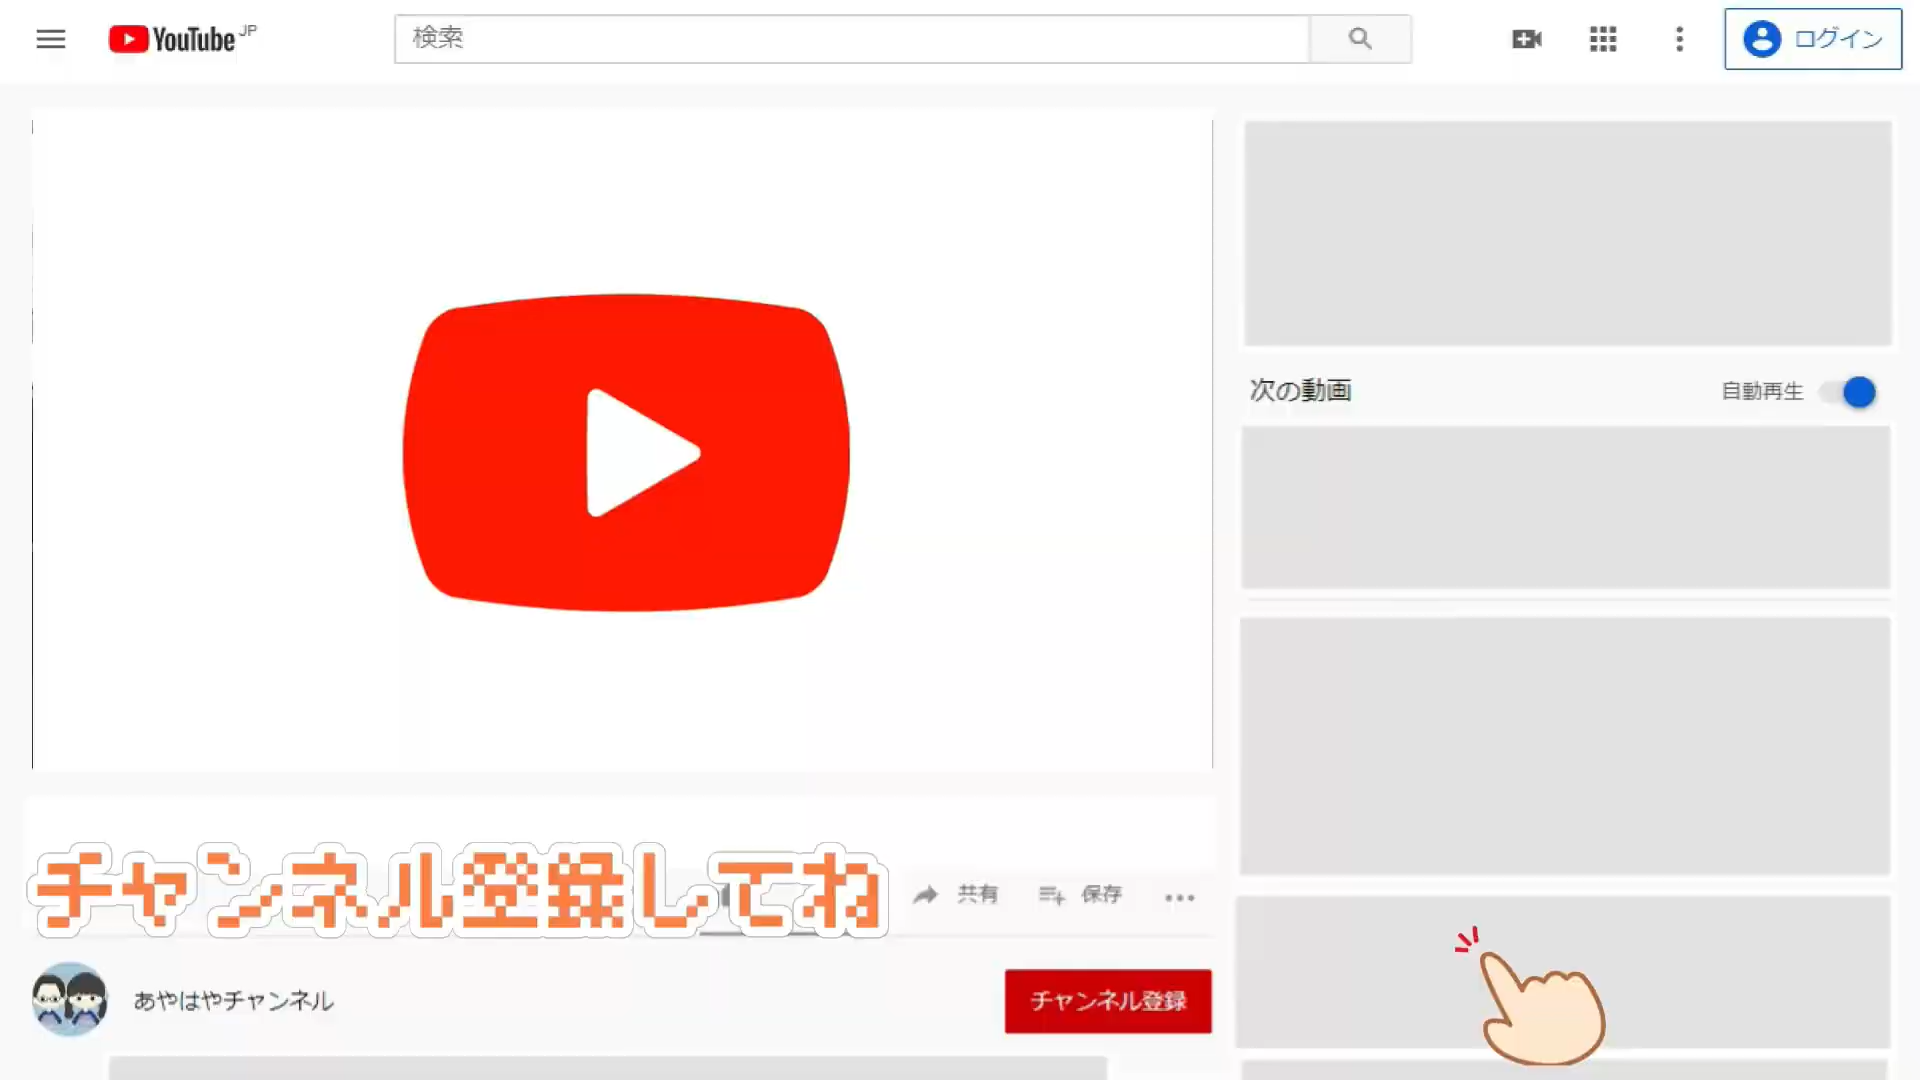 YouTube JP
検索
ログイン
次の動画
自動再生
チャンネル登録してね
共有
保存
あやはやチャンネル
チャンネル登録